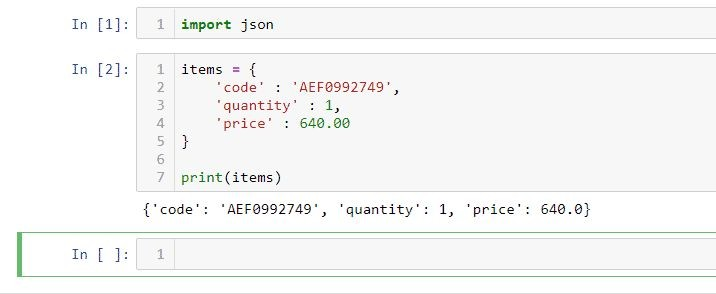 In [1]: 1 import json
In [2]: 1 items = {
2     'code' : 'AEF0992749',
3     'quantity' : 1,
4     'price' : 640.00
5 }
6
7 print(items)
{'code': 'AEF0992749', 'quantity': 1, 'price': 640.0}
In [ ]: 1